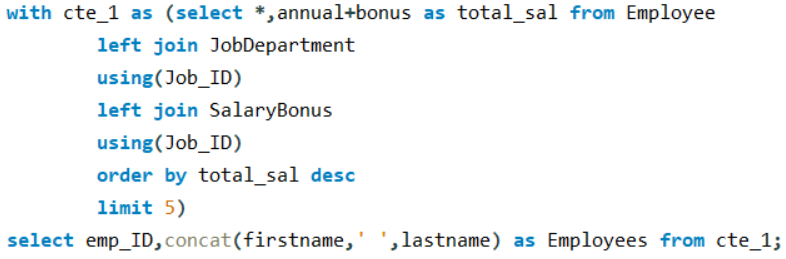 with cte_1 as (select *,annual+bonus as total_sal from Employee
left join JobDepartment
using(Job_ID)
left join SalaryBonus
using(Job_ID)
order by total_sal desc
limit 5)
select emp_ID,concat(firstname,' ',lastname) as Employees from cte_1;